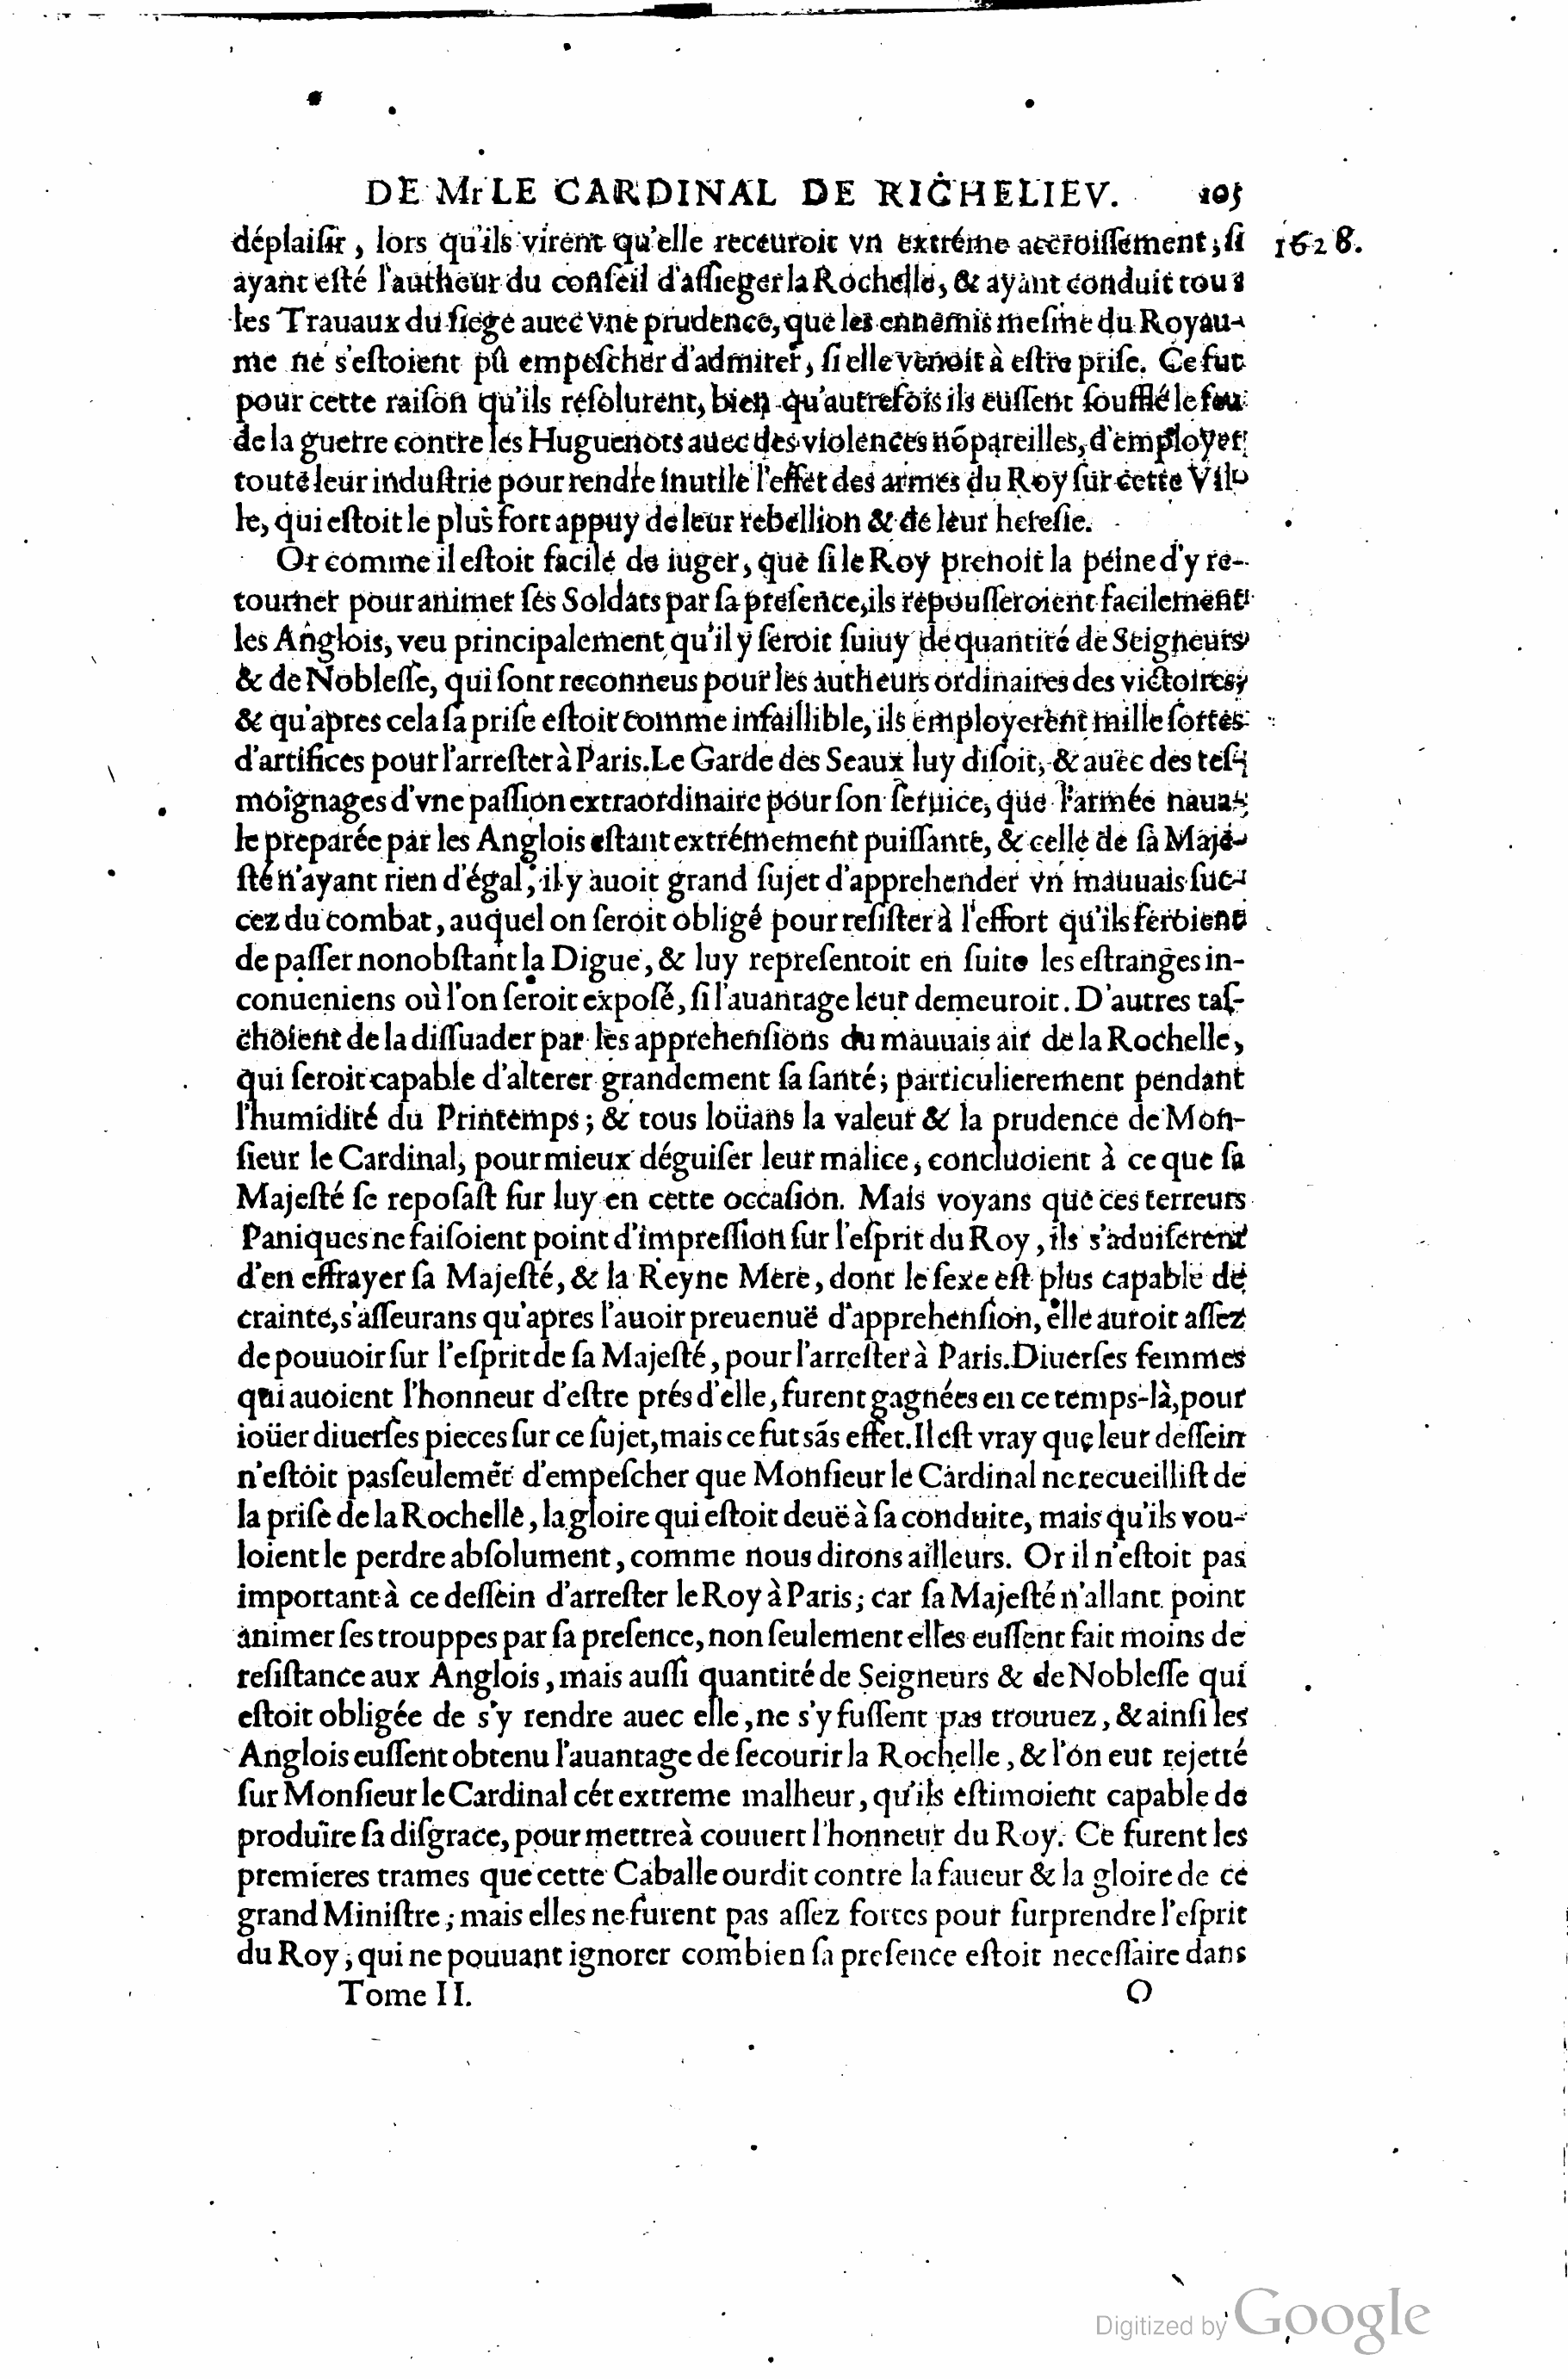 DE Mr LE CARDINAL DE RICHELIEV. 105
déplaiſir, lors qu'ils virent qu'elle receuroit vn extréme accroiſſement, ſi 1628.
ayant eſté l'autheur du conſeil d'aſſieger la Rochelle, & ayant conduit tous
les Trauaux du ſiege auec vne prudence, que les ennemis meſme du Royau-
me ne s'eſtoient pû empeſcher d'admirer, ſi elle venoit à eſtre priſe. Ce fut
pour cette raiſon qu'ils reſolurent, bien qu'autrefois ils euſſent ſoufflé le feu
de la guerre contre les Huguenots auec des violences nōpareilles, d'employer
toute leur induſtrie pour rendre inutile l'effet des armes du Roy ſur cette Vil-
le, qui eſtoit le plus fort appuy de leur rebellion & de leur hereſie.
Or comme il eſtoit facile de iuger, que ſi le Roy prenoit la peine d'y re-
tourner pour animer ſes Soldats par ſa preſence, ils repouſſeroient facilement
les Anglois, veu principalement qu'il y ſeroit ſuiuy de quantité de Seigneurs
& de Nobleſſe, qui ſont reconneus pour les autheurs ordinaires des victoires,
& qu'apres cela ſa priſe eſtoit comme infaillible, ils employerent mille ſortes
d'artifices pour l'arreſter à Paris. Le Garde des Seaux luy diſoit, & auec des teſ-
moignages d'vne paſſion extraordinaire pour ſon ſeruice, que l'armée naua-
le preparée par les Anglois eſtant extrémement puiſſante, & celle de ſa Maje-
ſté n'ayant rien d'égal, il y auoit grand ſujet d'apprehender vn mauuais ſuc-
cez du combat, auquel on ſeroit obligé pour reſiſter à l'effort qu'ils feroient
de paſſer nonobſtant la Digue, & luy repreſentoit en ſuite les eſtranges in-
conueniens où l'on ſeroit expoſé, ſi l'auantage leur demeuroit. D'autres taſ-
choient de la diſſuader par les apprehenſions du mauuais air de la Rochelle,
qui ſeroit capable d'alterer grandement ſa ſanté; particulierement pendant
l'humidité du Printemps; & tous loüans la valeur & la prudence de Mon-
ſieur le Cardinal, pour mieux déguiſer leur malice, concluoient à ce que ſa
Majeſté ſe repoſaſt ſur luy en cette occaſion. Mais voyans que ces terreurs
Paniques ne faiſoient point d'impreſſion ſur l'eſprit du Roy, ils s'aduiſerent
d'en effrayer ſa Majeſté, & la Reyne Mere, dont le ſexe eſt plus capable de
crainte, s'aſſeurans qu'apres l'auoir preuenuë d'apprehenſion, elle auroit aſſez
de pouuoir ſur l'eſprit de ſa Majeſté, pour l'arreſter à Paris. Diuerſes femmes
qui auoient l'honneur d'eſtre prés d'elle, furent gagnées en ce temps-là, pour
ioüer diuerſes pieces ſur ce ſujet, mais ce fut sās effet. Il eſt vray que leur deſſein
n'eſtoit pas ſeulemēt d'empeſcher que Monſieur le Cardinal ne recueilliſt de
la priſe de la Rochelle, la gloire qui eſtoit deuë à ſa conduite, mais qu'ils vou-
loient le perdre abſolument, comme nous dirons ailleurs. Or il n'eſtoit pas
important à ce deſſein d'arreſter le Roy à Paris; car ſa Majeſté n'allant point
animer ſes trouppes par ſa preſence, non ſeulement elles euſſent fait moins de
reſiſtance aux Anglois, mais auſſi quantité de Seigneurs & de Nobleſſe qui
eſtoit obligée de s'y rendre auec elle, ne s'y fuſſent pas trouuez, & ainſi les
Anglois euſſent obtenu l'auantage de ſecourir la Rochelle, & l'on eut rejetté
ſur Monſieur le Cardinal cét extreme malheur, qu'ils eſtimoient capable de
produire ſa diſgrace, pour mettre à couuert l'honneur du Roy. Ce furent les
premieres trames que cette Caballe ourdit contre la faueur & la gloire de ce
grand Miniſtre; mais elles ne furent pas aſſez fortes pour ſurprendre l'eſprit
du Roy, qui ne pouuant ignorer combien ſa preſence eſtoit neceſſaire dans
Tome II. O
Digitized by Google